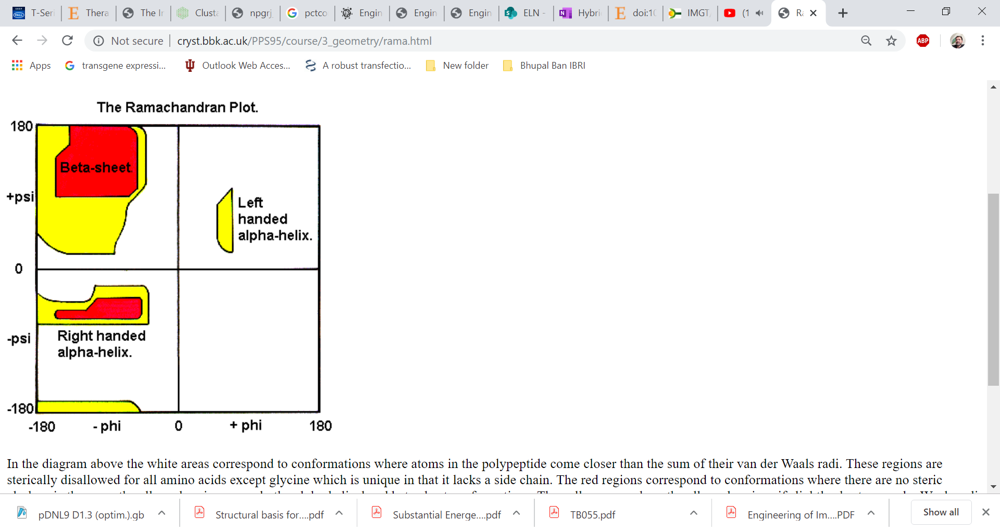 T-Seri
Thera
The Ir
Clusta
npgrj_
pctco
Engin
Engin
Engin
ELN -
Hybri
doi:10
IMGT,
(1
Ra
Not secure
cryst.bbk.ac.uk/PPS95/course/3_geometry/rama.html
ABP
Apps
transgene expressi...
Outlook Web Acces...
A robust transfectio...
New folder
Bhupal Ban IBRI
The Ramachandran Plot.
180
Beta-sheet.
+psi
Left
handed
alpha-helix.
0
-psi
Right handed
alpha-helix.
-180
-180
- phi
0
+ phi
180
In the diagram above the white areas correspond to conformations where atoms in the polypeptide come closer than the sum of their van der Waals radi. These regions are
sterically disallowed for all amino acids except glycine which is unique in that it lacks a side chain. The red regions correspond to conformations where there are no steric
pDNL9 D1.3 (optim.).gb
Structural basis for....pdf
Substantial Energe....pdf
TB055.pdf
Engineering of Im....PDF
Show all